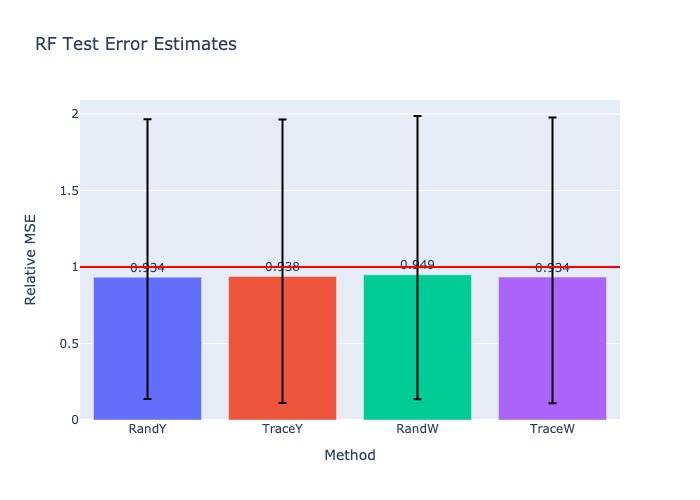 RF Test Error Estimates
Relative MSE
2
1.5
1
0.5
0
0.934
0.938
0.949
0.934
RandY
TraceY
RandW
TraceW
Method